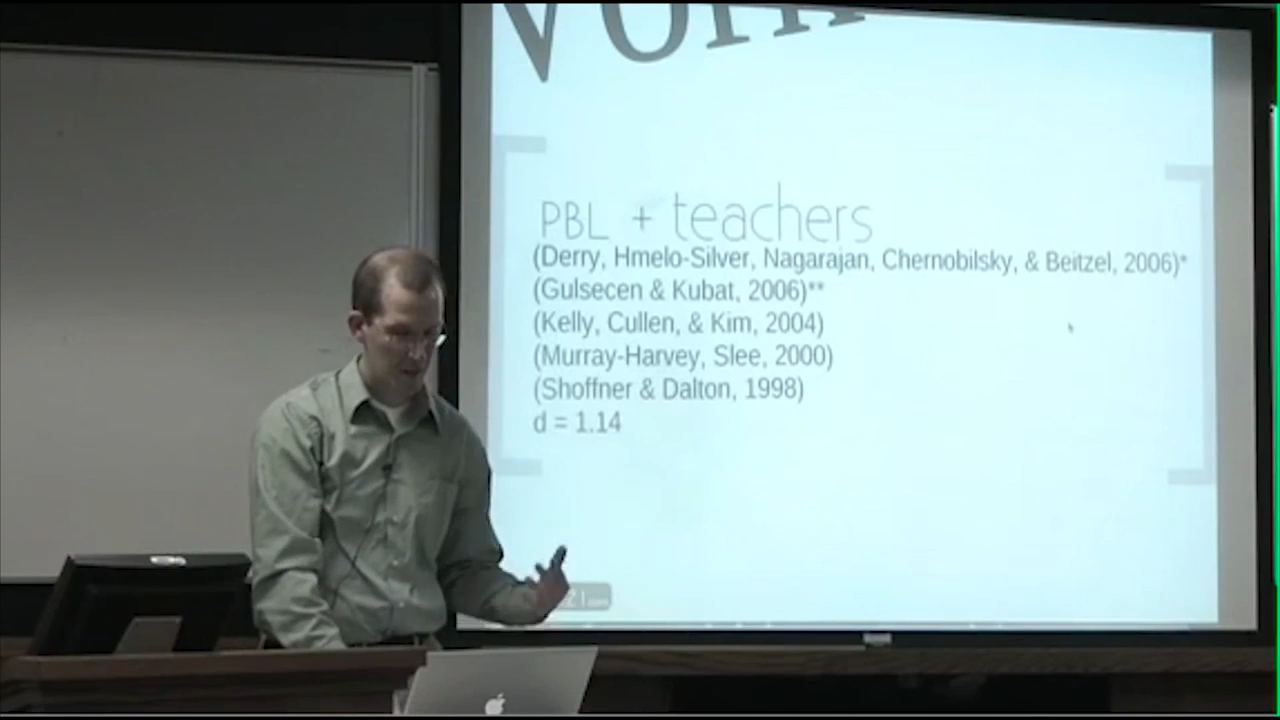 PBL + teachers
(Derry, Hmelo-Silver, Nagarajan, Chernobilsky, & Beitzel, 2006)*
(Gulsecen & Kubat, 2006)**
(Kelly, Cullen, & Kim, 2004)
(Murray-Harvey, Slee, 2000)
(Shoffner & Dalton, 1998)
d = 1.14